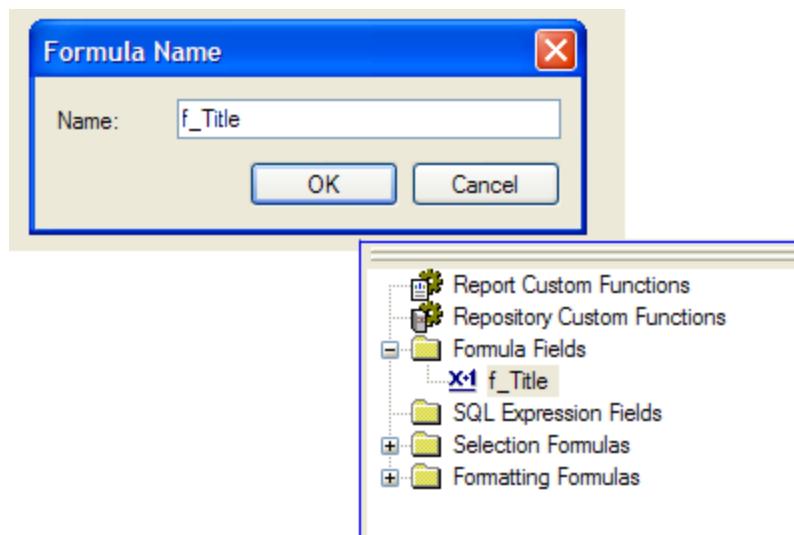 Formula Name
Name: f_Title
OK Cancel
Report Custom Functions
Repository Custom Functions
Formula Fields
X+1 f_Title
SQL Expression Fields
Selection Formulas
Formatting Formulas